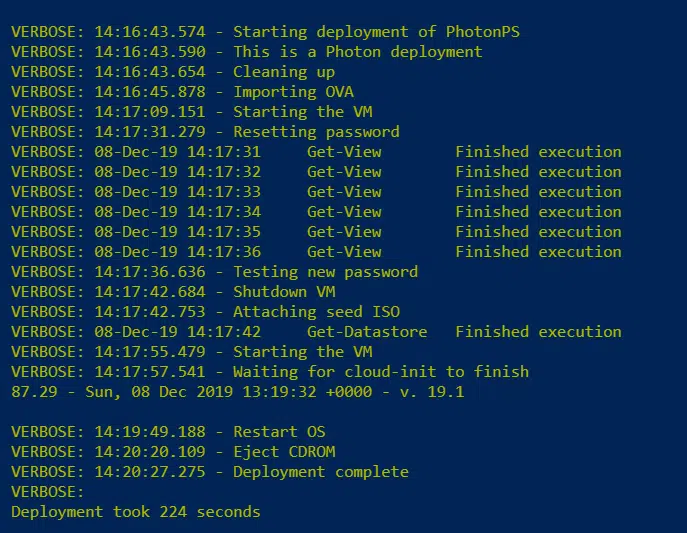 VERBOSE: 14:16:43.574 - Starting deployment of PhotonPS
VERBOSE: 14:16:43.590 - This is a Photon deployment
VERBOSE: 14:16:43.654 - Cleaning up
VERBOSE: 14:16:45.878 - Importing OVA
VERBOSE: 14:17:09.151 - Starting the VM
VERBOSE: 14:17:31.279 - Resetting password
VERBOSE: 08-Dec-19 14:17:31     Get-View        Finished execution
VERBOSE: 08-Dec-19 14:17:32     Get-View        Finished execution
VERBOSE: 08-Dec-19 14:17:33     Get-View        Finished execution
VERBOSE: 08-Dec-19 14:17:34     Get-View        Finished execution
VERBOSE: 08-Dec-19 14:17:35     Get-View        Finished execution
VERBOSE: 08-Dec-19 14:17:36     Get-View        Finished execution
VERBOSE: 14:17:36.636 - Testing new password
VERBOSE: 14:17:42.684 - Shutdown VM
VERBOSE: 14:17:42.753 - Attaching seed ISO
VERBOSE: 08-Dec-19 14:17:42     Get-Datastore   Finished execution
VERBOSE: 14:17:55.479 - Starting the VM
VERBOSE: 14:17:57.541 - Waiting for cloud-init to finish
87.29 - Sun, 08 Dec 2019 13:19:32 +0000 - v. 19.1
VERBOSE: 14:19:49.188 - Restart OS
VERBOSE: 14:20:20.109 - Eject CDROM
VERBOSE: 14:20:27.275 - Deployment complete
VERBOSE:
Deployment took 224 seconds